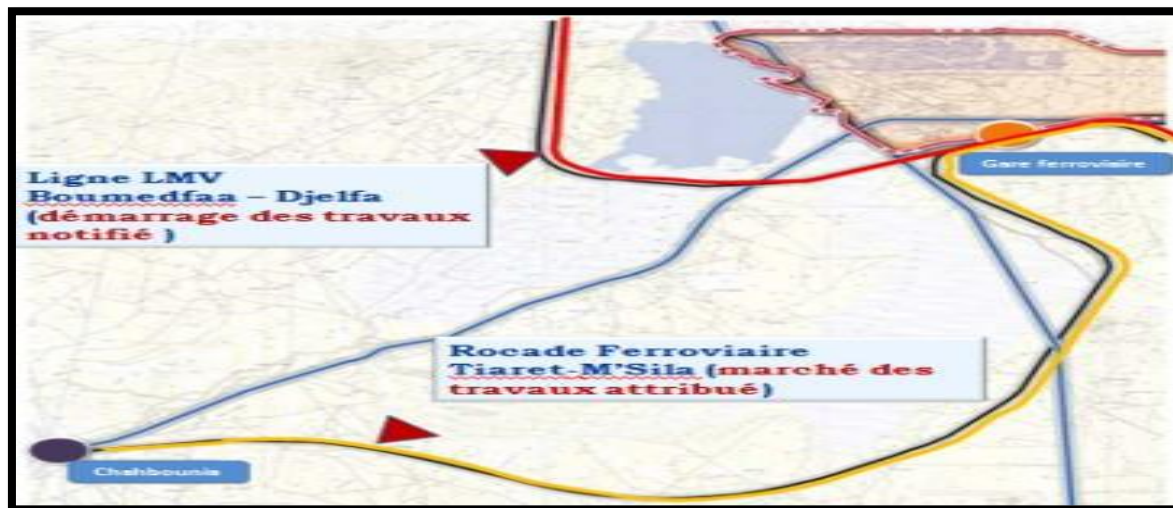 Ligne LMV
Boumedfaa – Djelfa
(démarrage des travaux
notifié )
Gare ferroviaire
Rocade Ferroviaire
Tiaret-M'Sila (marché des
travaux attribué)
Chahbounia